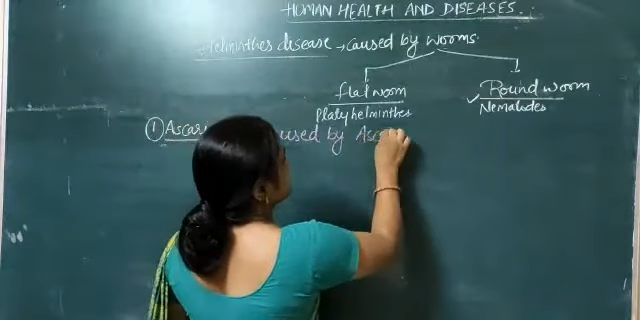 HUMAN HEALTH AND DISEASES.
Helminthes disease → caused by worms.
flat worm
✓ Round worm
Platyhelminthes
Nematodes
① Ascari used by Asc